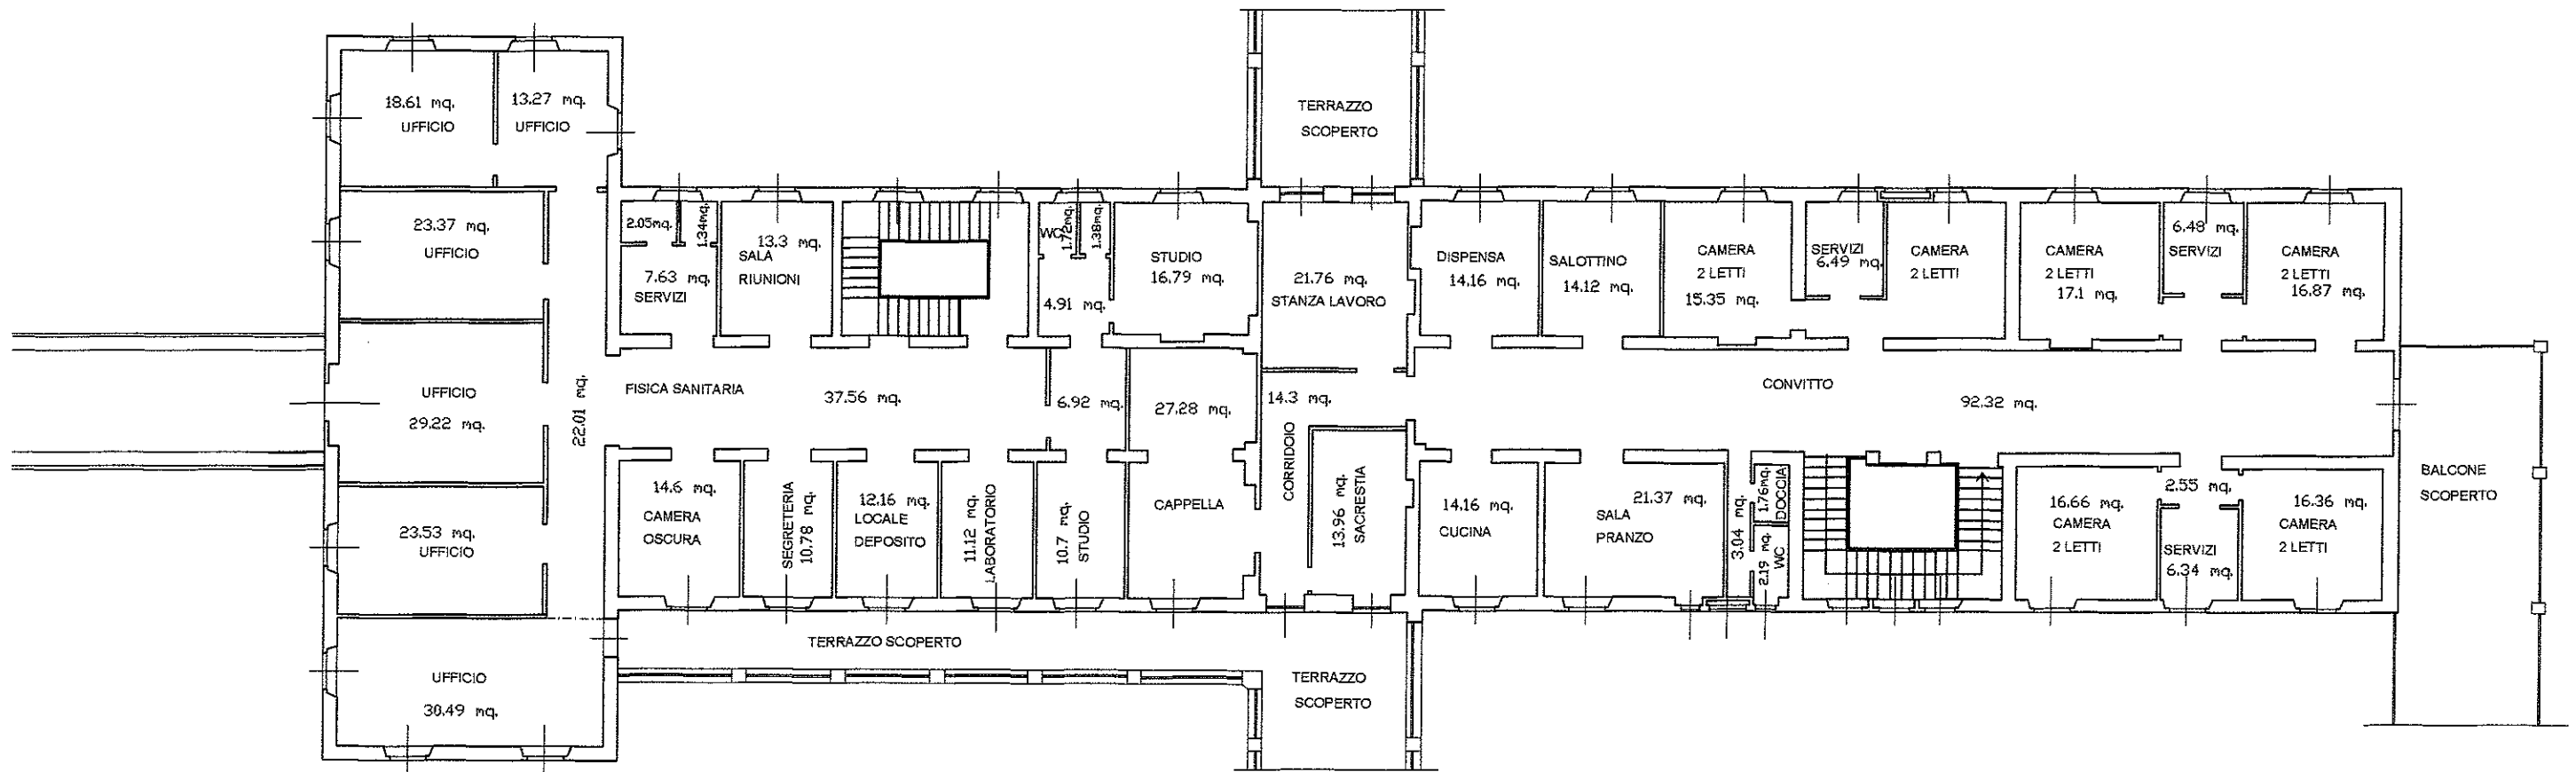 18.61 mq.
UFFICIO
13.27 mq.
UFFICIO
TERRAZZO
SCOPERTO
23.37 mq.
UFFICIO
2.05mq.
1.34mq.
7.63 mq.
SERVIZI
13.3 mq.
SALA
RIUNIONI
WC
1.72mq.
1.38mq.
4.91 mq.
STUDIO
16.79 mq.
21.76 mq.
STANZA LAVORO
DISPENSA
14.16 mq.
SALOTTINO
14.12 mq.
CAMERA
2 LETTI
15.35 mq.
SERVIZI
6.49 mq.
CAMERA
2 LETTI
CAMERA
2 LETTI
17.1 mq.
6.48 mq.
SERVIZI
CAMERA
2 LETTI
16.87 mq.
UFFICIO
29.22 mq.
22.01 mq.
FISICA SANITARIA
37.56 mq.
6.92 mq.
27.28 mq.
CAPPELLA
14.3 mq.
CORRIDOIO
CONVITTO
92.32 mq.
23.53 mq.
UFFICIO
14.6 mq.
CAMERA
OSCURA
SEGRETERIA
10.78 mq.
12.16 mq.
LOCALE
DEPOSITO
11.12 mq.
LABORATORIO
10.7 mq.
STUDIO
13.96 mq.
SACRESTIA
14.16 mq.
CUCINA
21.37 mq.
SALA
PRANZO
3.04 mq.
1.76mq.
DOCCIA
2.19 mq.
WC
16.66 mq.
CAMERA
2 LETTI
2.55 mq.
SERVIZI
6.34 mq.
16.36 mq.
CAMERA
2 LETTI
BALCONE
SCOPERTO
TERRAZZO SCOPERTO
UFFICIO
30.49 mq.
TERRAZZO
SCOPERTO